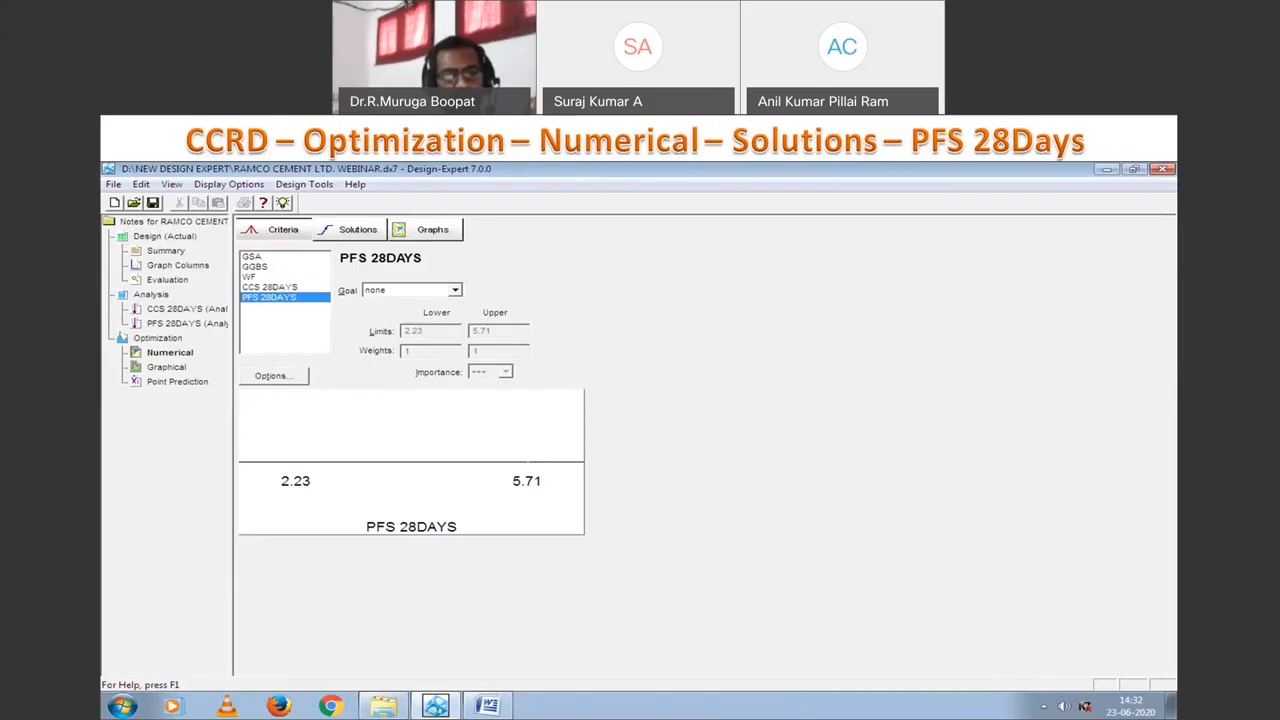 SA
AC
Dr.R.Muruga Boopat
Suraj Kumar A
Anil Kumar Pillai Ram
CCRD – Optimization – Numerical – Solutions – PFS 28Days
D:\NEW DESIGN EXPERT\RAMCO CEMENT LTD. WEBINAR.dx7 - Design-Expert 7.0.0
File Edit View Display Options Design Tools Help
Notes for RAMCO CEMENT
Design (Actual)
Summary
Graph Columns
Evaluation
Analysis
CCS 28DAYS (Anal
PFS 28DAYS (Analy
Optimization
Numerical
Graphical
Point Prediction
Criteria Solutions Graphs
GSA
GGBS
WF
CCS 28DAYS
PFS 28DAYS
PFS 28DAYS
Goal none
Lower Upper
Limits: 2.23 5.71
Weights: 1 1
Importance: +++
Options...
2.23 5.71
PFS 28DAYS
For Help, press F1
14:32
23-06-2020